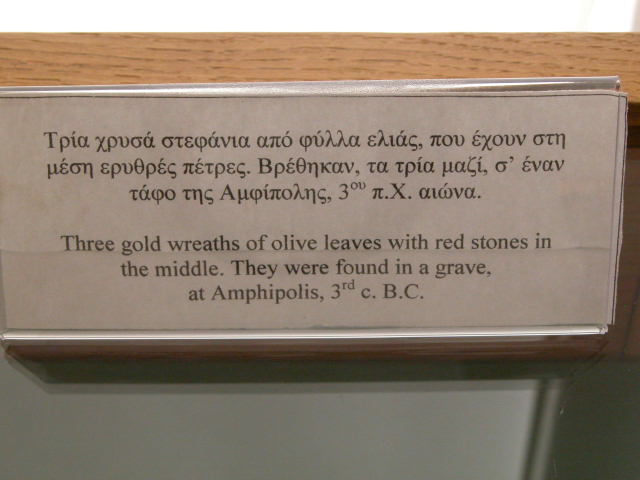 Τρία χρυσά στεφάνια από φύλλα ελιάς, που έχουν στη
μέση ερυθρές πέτρες. Βρέθηκαν, τα τρία μαζί, σ’ έναν
τάφο της Αμφίπολης, 3ου π.Χ. αιώνα.
Three gold wreaths of olive leaves with red stones in
the middle. They were found in a grave,
at Amphipolis, 3rd c. B.C.